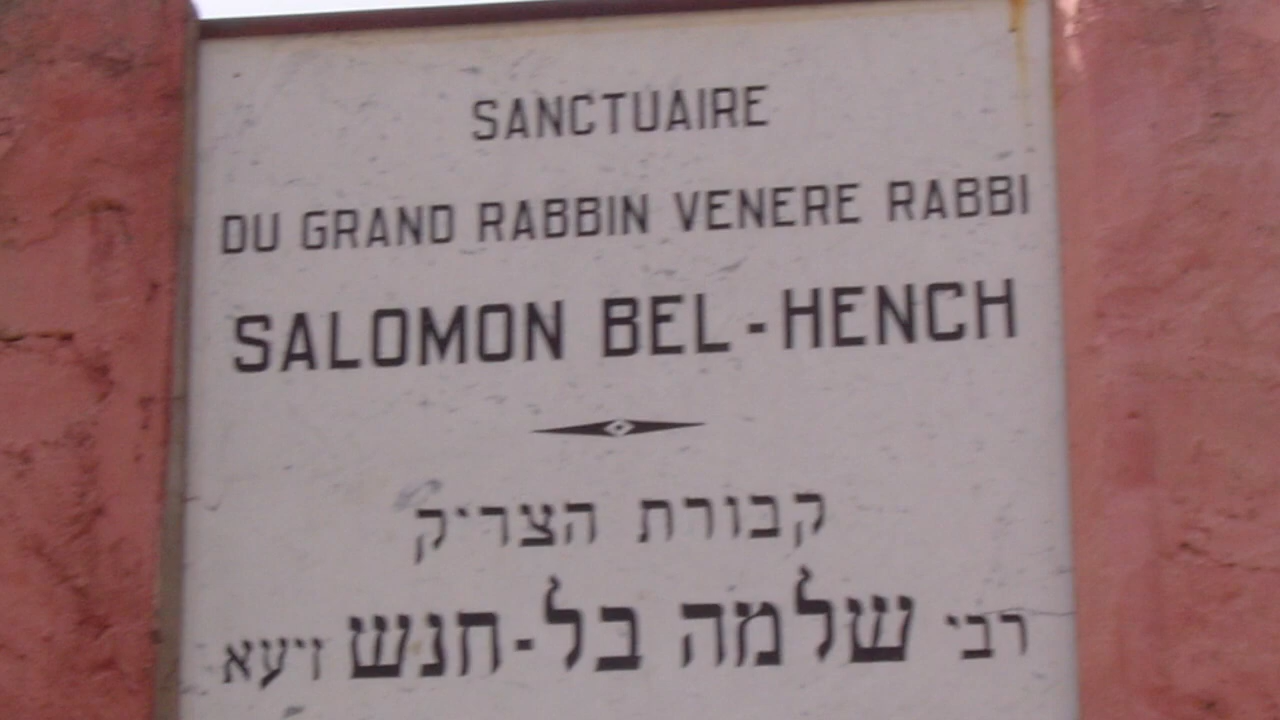 SANCTUAIRE
DU GRAND RABBIN VENERE RABBI
SALOMON BEL-HENCH
קבורת הצדיק
רבי שלמה בל-חנש זיעא